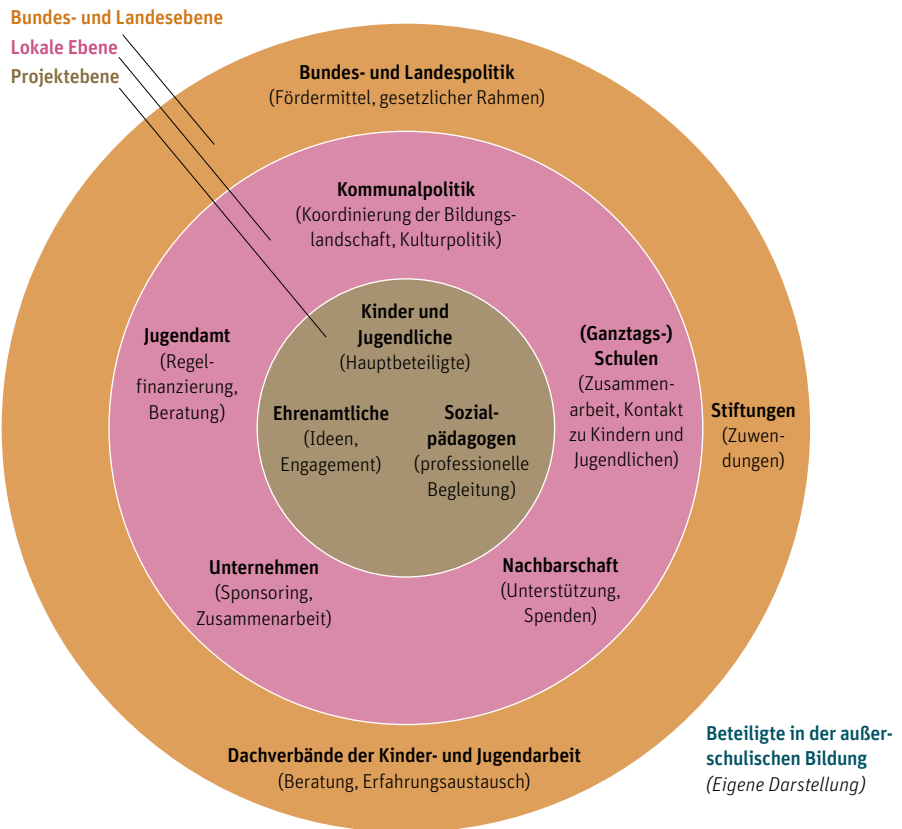 Bundes- und Landesebene
Lokale Ebene
Projektebene
Bundes- und Landespolitik
(Fördermittel, gesetzlicher Rahmen)
Kommunalpolitik
(Koordinierung der Bildungs-
landschaft, Kulturpolitik)
Kinder und
Jugendliche
(Hauptbeteiligte)
Jugendamt
(Regel-
finanzierung,
Beratung)
(Ganztags-)
Schulen
(Zusammen-
arbeit, Kontakt
zu Kindern und
Jugendlichen)
Ehrenamtliche
(Ideen,
Engagement)
Sozial-
pädagogen
(professionelle
Begleitung)
Stiftungen
(Zuwen-
dungen)
Unternehmen
(Sponsoring,
Zusammenarbeit)
Nachbarschaft
(Unterstützung,
Spenden)
Dachverbände der Kinder- und Jugendarbeit
(Beratung, Erfahrungsaustausch)
Beteiligte in der außer-
schulischen Bildung
(Eigene Darstellung)